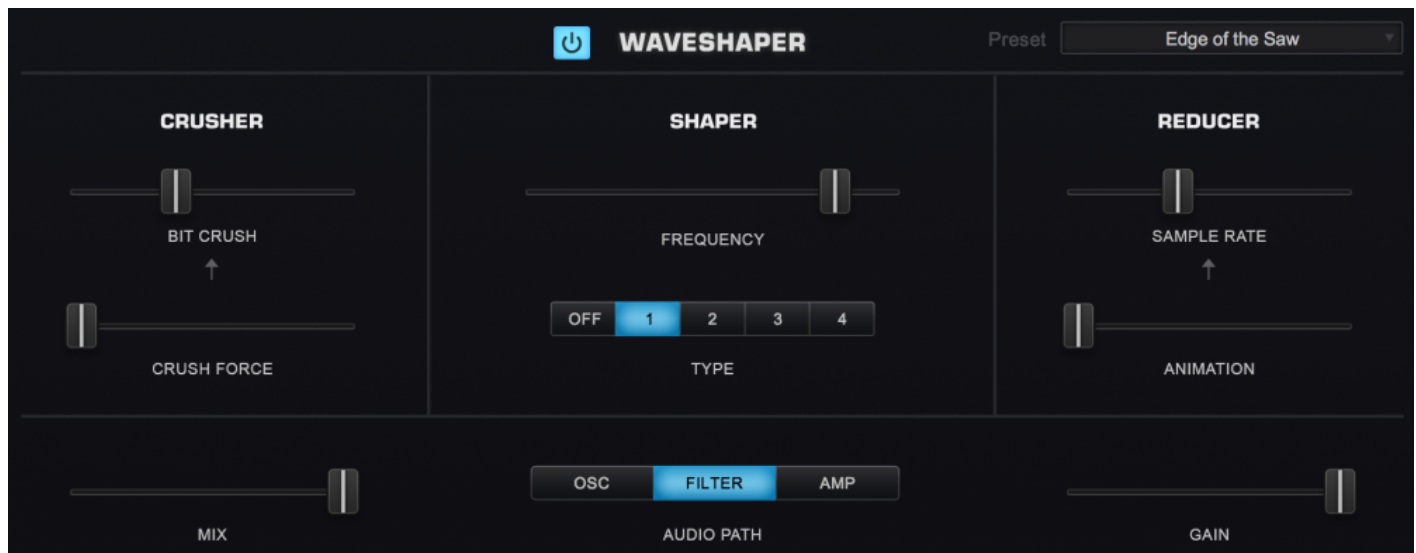 WAVESHAPER
Preset
Edge of the Saw
CRUSHER
BIT CRUSH
CRUSH FORCE
SHAPER
FREQUENCY
OFF 1 2 3 4
TYPE
REDUCER
SAMPLE RATE
ANIMATION
MIX
OSC FILTER AMP
AUDIO PATH
GAIN